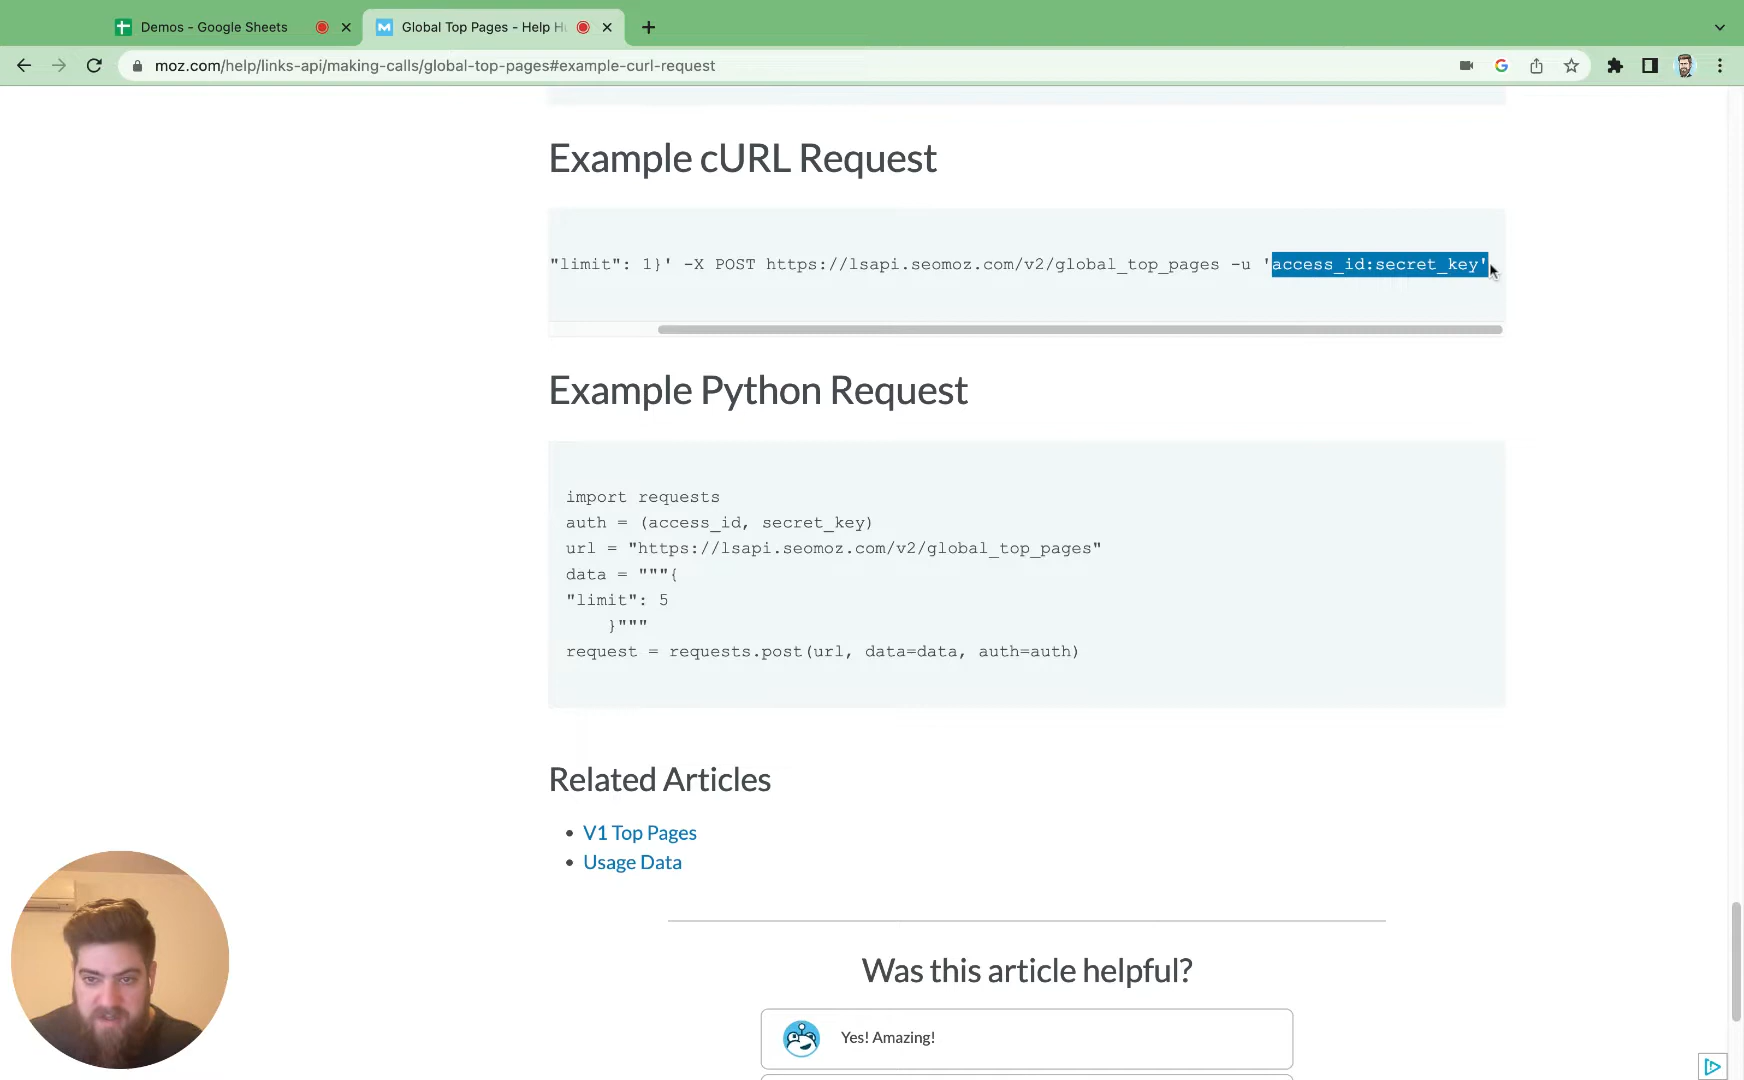 Demos - Google Sheets
Global Top Pages - Help H
moz.com/help/links-api/making-calls/global-top-pages#example-curl-request
Example cURL Request
"limit": 1}' -X POST https://lsapi.seomoz.com/v2/global_top_pages -u 'access_id:secret_key'
Example Python Request
import requests
auth = (access_id, secret_key)
url = "https://lsapi.seomoz.com/v2/global_top_pages"
data = """{
"limit": 5
}"""
request = requests.post(url, data=data, auth=auth)
Related Articles
• V1 Top Pages
• Usage Data
Was this article helpful?
Yes! Amazing!